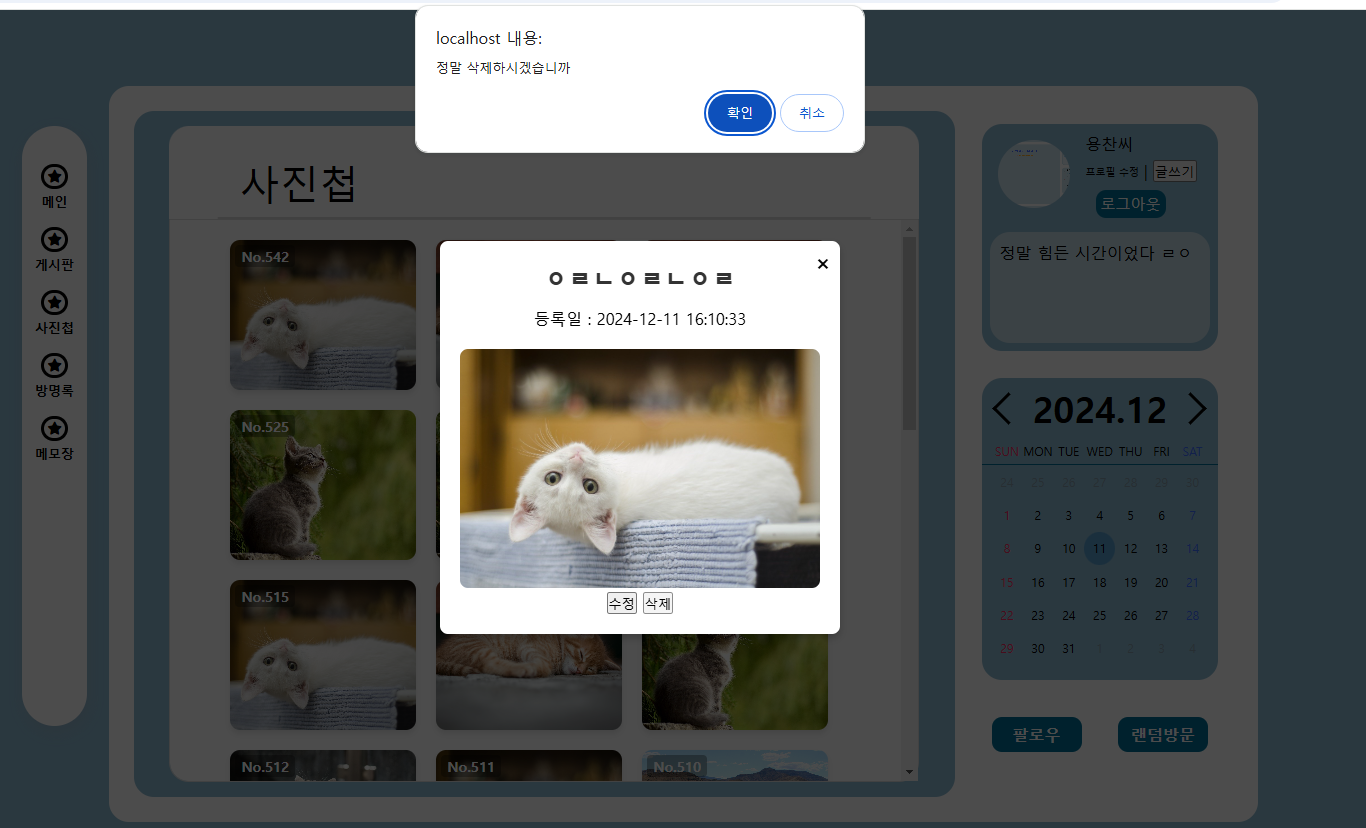 localhost 내용:
정말 삭제하시겠습니까
확인 취소
메인
게시판
사진첩
방명록
메모장
사진첩
No.542
No.525
No.515
No.512
No.511
No.510
ㅇㄹㄴㅇㄹㄴㅇㄹ
×
등록일 : 2024-12-11 16:10:33
수정 삭제
용찬씨
프로필 수정 | 글쓰기
로그아웃
정말 힘든 시간이었다 ㄹㅇ
2024.12
SUN MON TUE WED THU FRI SAT
24 25 26 27 28 29 30
1 2 3 4 5 6 7
8 9 10 11 12 13 14
15 16 17 18 19 20 21
22 23 24 25 26 27 28
29 30 31 1 2 3 4
팔로우 랜덤방문